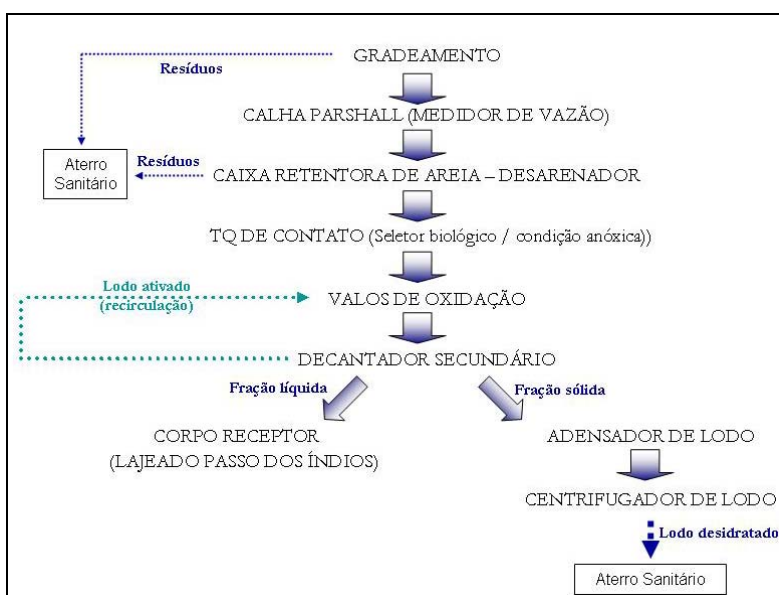 GRADEAMENTO
Resíduos
CALHA PARSHALL (MEDIDOR DE VAZÃO)
Aterro
Sanitário
Resíduos
CAIXA RETENTORA DE AREIA – DESARENADOR
TQ DE CONTATO (Seletor biológico / condição anóxica))
Lodo ativado
(recirculação)
VALOS DE OXIDAÇÃO
DECANTADOR SECUNDÁRIO
Fração líquida
Fração sólida
CORPO RECEPTOR
(LAJEADO PASSO DOS ÍNDIOS)
ADENSADOR DE LODO
CENTRIFUGADOR DE LODO
Lodo desidratado
Aterro Sanitário